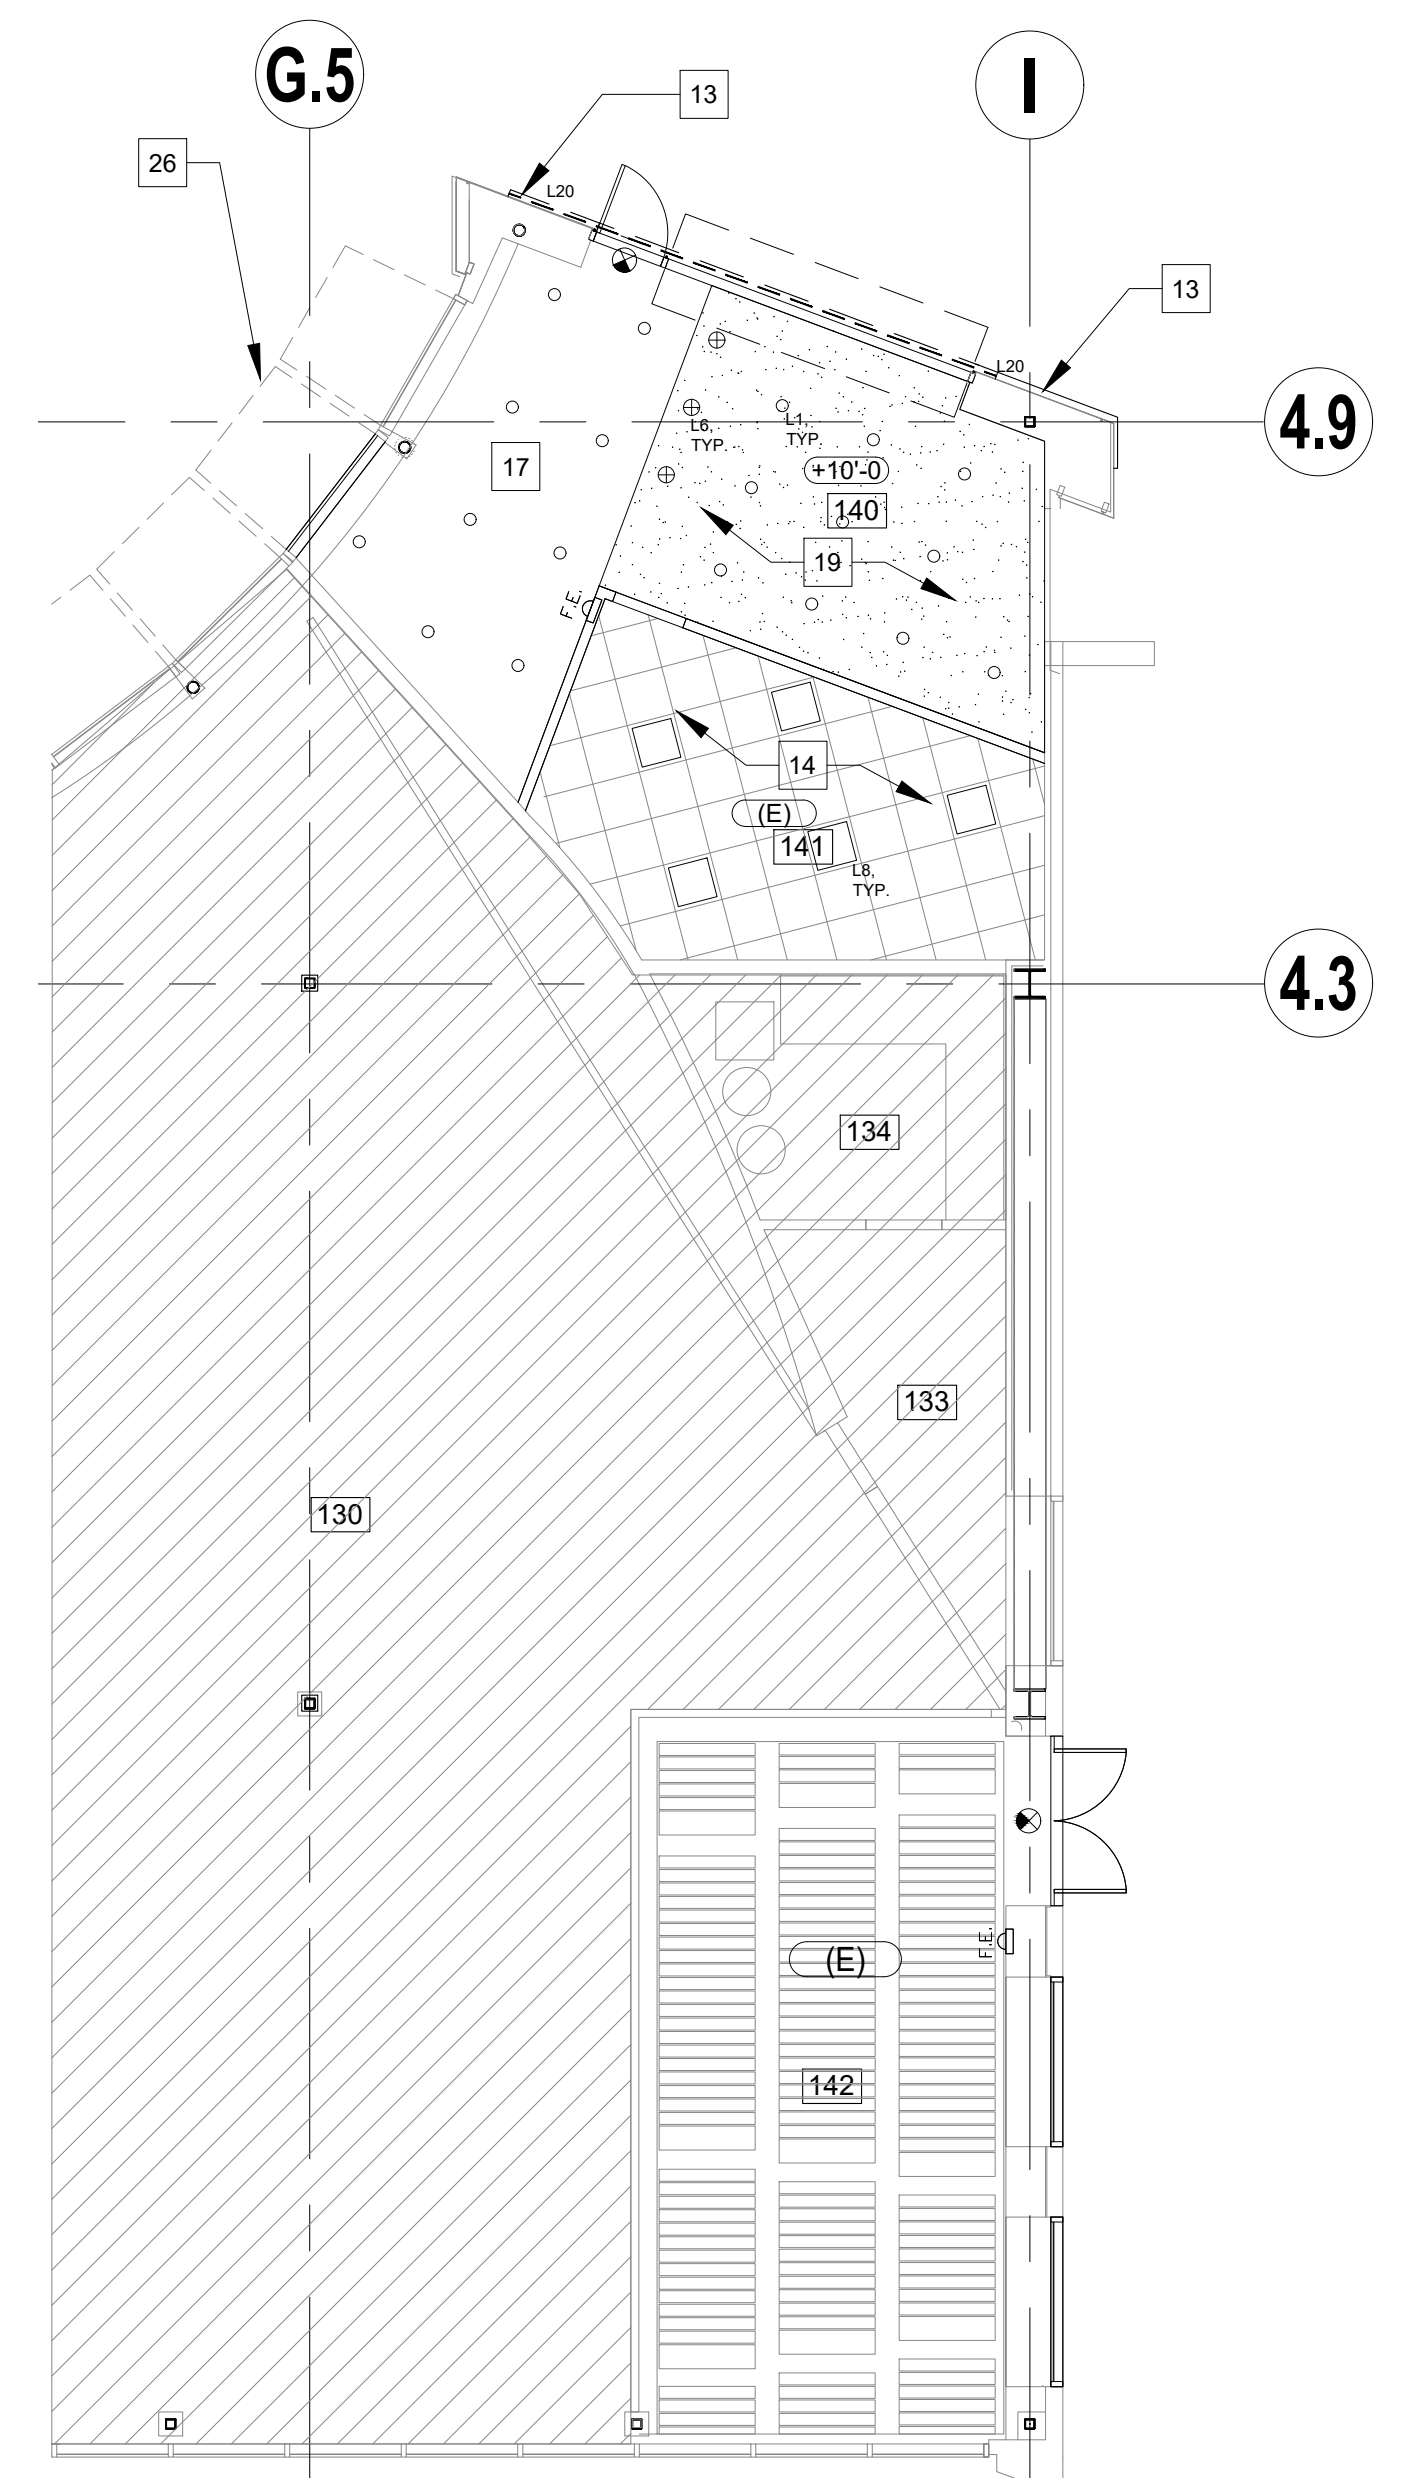 G.5
I
13
26
L20
13
L20
4.9
L6,
TYP.
L1,
TYP.
17
+10'-0
140
19
F.E.
14
(E)
141
L8,
TYP.
4.3
134
133
130
F.E.
(E)
142